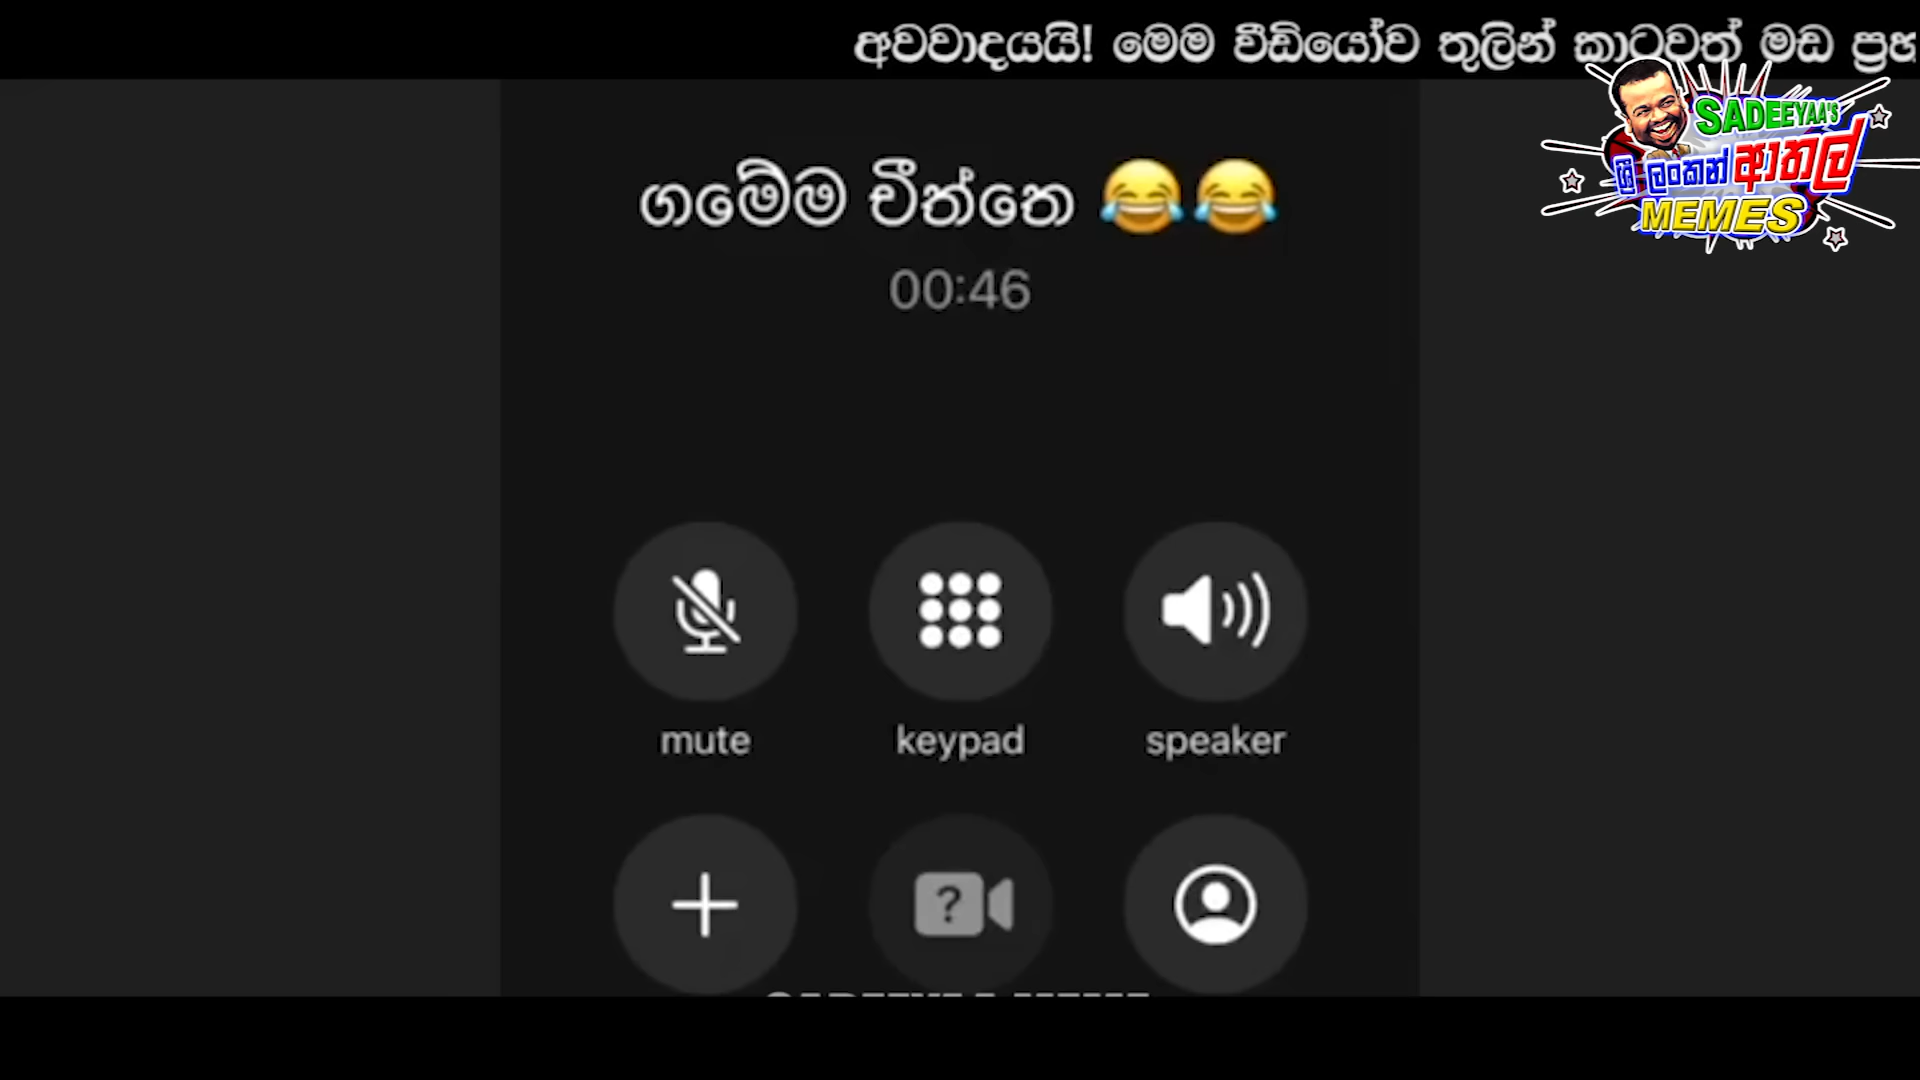 අවවාදයයි! මෙම වීඩියෝව තුලින් කාටවත් මඩ
SADEEYAA'S
ශ්‍රී ලංකන් ආතල්
MEMES
ගමේම චීත්තෙ 😂😂
00:46
mute
keypad
speaker